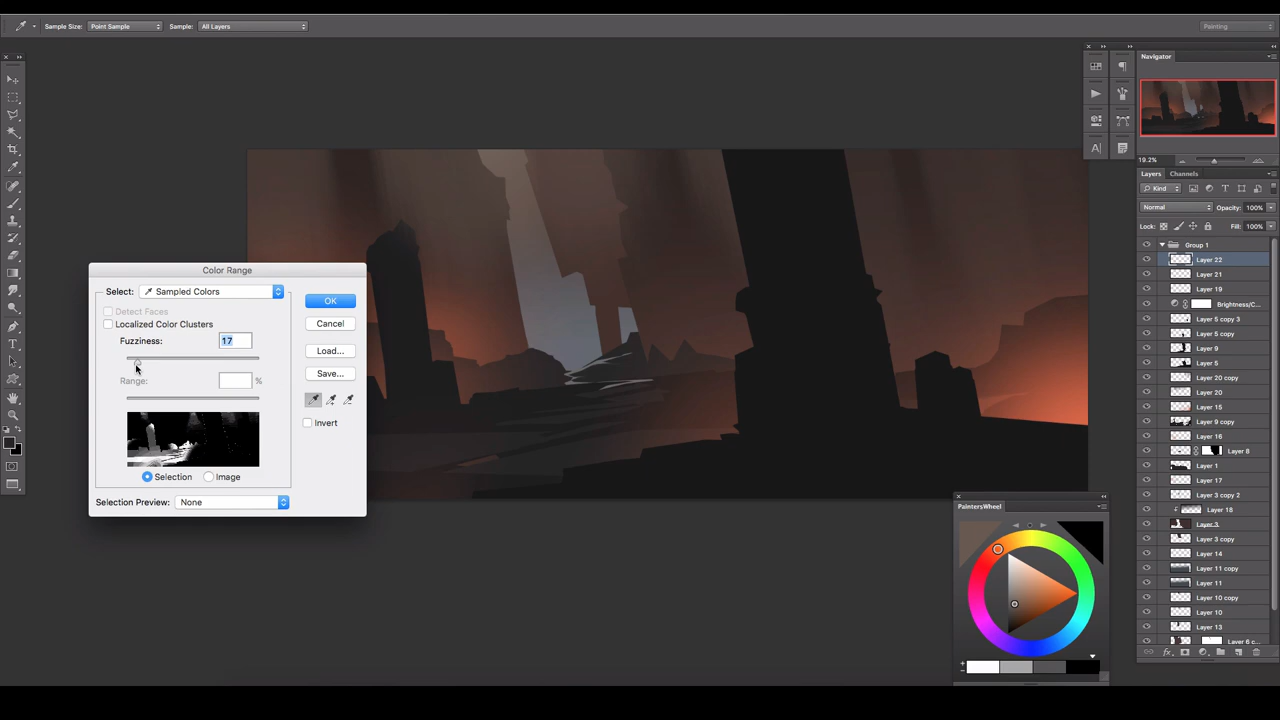 Sample Size: Point Sample Sample: All Layers Painting
Navigator
19.2%
Layers Channels
Kind
Normal Opacity: 100%
Lock: Fill: 100%
Group 1
Layer 22
Layer 21
Layer 19
Brightness/C...
Layer 5 copy 3
Layer 5 copy
Layer 9
Layer 5
Layer 20 copy
Layer 20
Layer 15
Layer 9 copy
Layer 16
Layer 8
Layer 1
Layer 17
Layer 3 copy 2
Layer 18
Layer 3
Layer 3 copy
Layer 14
Layer 11 copy
Layer 11
Layer 10 copy
Layer 10
Layer 13
Layer 6 c...
Color Range
Select: Sampled Colors
Detect Faces
Localized Color Clusters
Fuzziness: 17
Range: %
Selection Image
Selection Preview: None
OK
Cancel
Load...
Save...
Invert
PaintersWheel